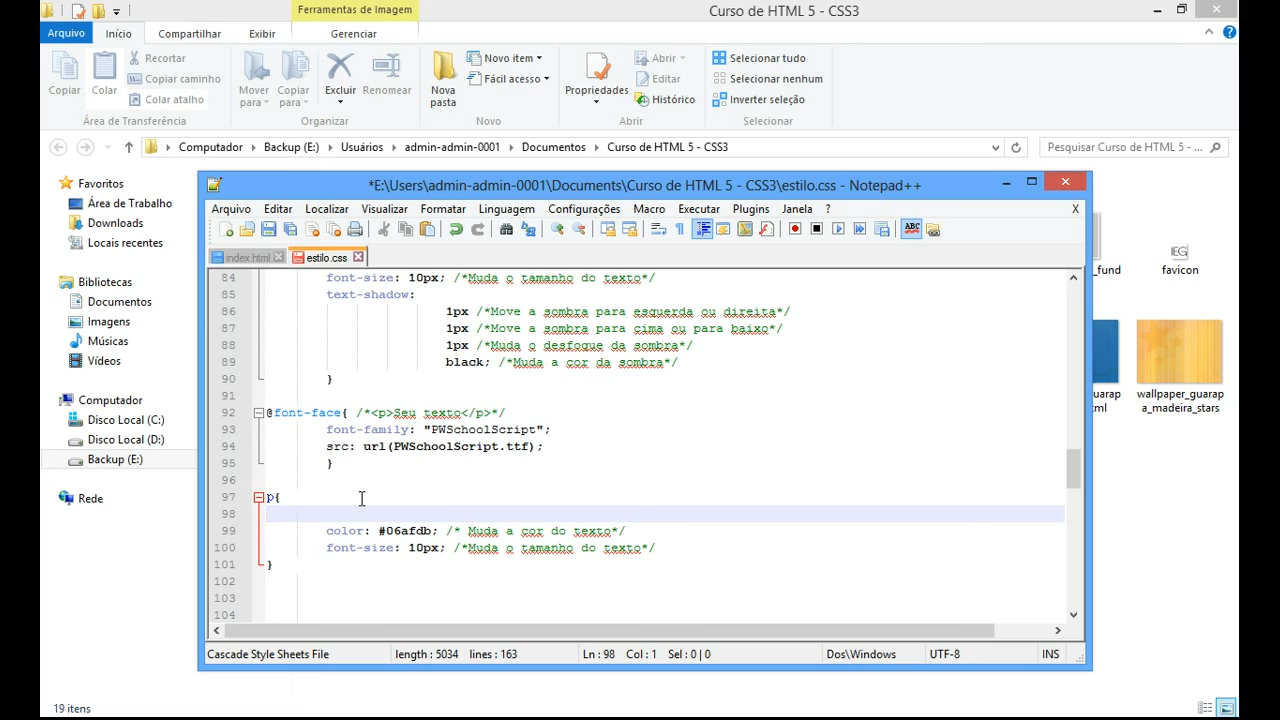 Ferramentas de Imagem
Curso de HTML 5 - CSS3
Arquivo
Início
Compartilhar
Exibir
Gerenciar
Copiar
Colar
Recortar
Copiar caminho
Colar atalho
Área de Transferência
Mover para
Copiar para
Excluir
Renomear
Organizar
Nova pasta
Novo item
Fácil acesso
Novo
Propriedades
Abrir
Editar
Histórico
Abrir
Selecionar tudo
Selecionar nenhum
Inverter seleção
Selecionar
Computador
Backup (E:)
Usuários
admin-admin-0001
Documents
Curso de HTML 5 - CSS3
Pesquisar Curso de HTML 5 - ...
Favoritos
Área de Trabalho
Downloads
Locais recentes
Bibliotecas
Documentos
Imagens
Músicas
Vídeos
Computador
Disco Local (C:)
Disco Local (D:)
Backup (E:)
Rede
*E:\Users\admin-admin-0001\Documents\Curso de HTML 5 - CSS3\estilo.css - Notepad++
Arquivo Editar Localizar Visualizar Formatar Linguagem Configurações Macro Executar Plugins Janela ? X
ABC
index.html
estilo.css
84 font-size: 10px; /*Muda o tamanho do texto*/
85 text-shadow:
86 1px /*Move a sombra para esquerda ou direita*/
87 1px /*Move a sombra para cima ou para baixo*/
88 1px /*Muda o desfoque da sombra*/
89 black; /*Muda a cor da sombra*/
90 }
91
92 @font-face{ /*<p>Seu texto</p>*/
93 font-family: "PWSchoolScript";
94 src: url(PWSchoolScript.ttf);
95 }
96
97 p{
98
99 color: #06afdb; /* Muda a cor do texto*/
100 font-size: 10px; /*Muda o tamanho do texto*/
101 }
102
103
104
Cascade Style Sheets File
length : 5034 lines : 163
Ln : 98 Col : 1 Sel : 0 | 0
Dos\Windows
UTF-8
INS
_fund
favicon
guarap
html
wallpaper_guarap
a_madeira_stars
19 itens